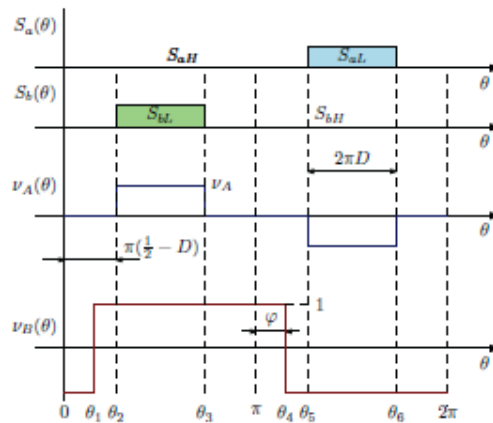 S_a(θ)
S_aH
S_aL
θ
S_b(θ)
S_bL
S_bH
θ
2πD
ν_A(θ)
ν_A
θ
π(1/2 − D)
1
φ
ν_B(θ)
θ
0 θ_1 θ_2 θ_3 π θ_4 θ_5 θ_6 2π